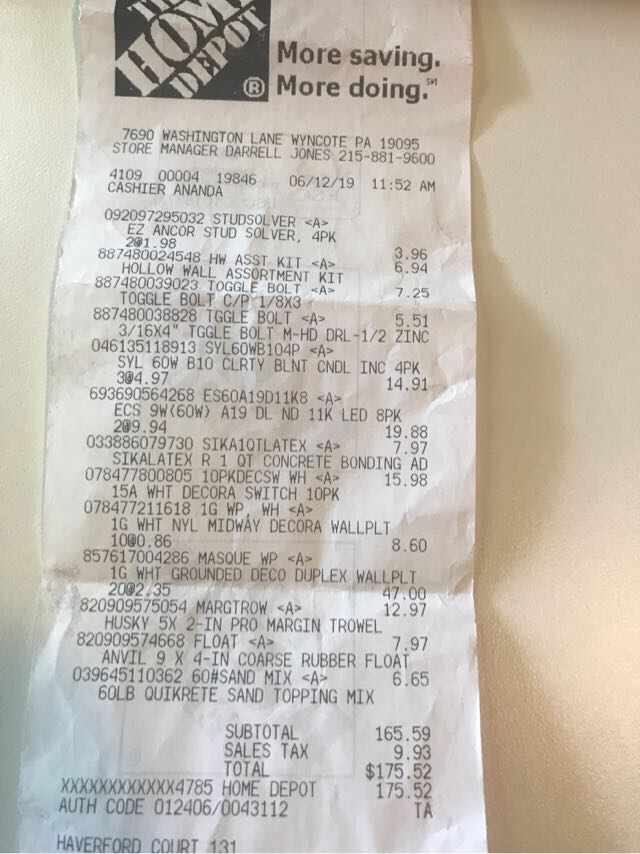 THE
HOME
DEPOT
®
More saving.
More doing.℠
7690 WASHINGTON LANE WYNCOTE PA 19095
STORE MANAGER DARRELL JONES 215-881-9600
4109 00004 19846 06/12/19 11:52 AM
CASHIER ANANDA
092097295032 STUDSOLVER <A>
EZ ANCOR STUD SOLVER, 4PK
2@1.98 3.96
887480024548 HW ASST KIT <A> 6.94
HOLLOW WALL ASSORTMENT KIT
887480039023 TOGGLE BOLT <A> 7.25
TOGGLE BOLT C/P 1/8X3
887480038828 TGGLE BOLT <A> 5.51
3/16X4" TGGLE BOLT M-HD DRL-1/2 ZINC
046135118913 SYL60WB104P <A>
SYL 60W B10 CLRTY BLNT CNDL INC 4PK
3@4.97 14.91
693690564268 ES60A19D11K8 <A>
ECS 9W(60W) A19 DL ND 11K LED 8PK
2@9.94 19.88
033886079730 SIKA1QTLATEX <A> 7.97
SIKALATEX R 1 QT CONCRETE BONDING AD
078477800805 10PKDECSW WH <A> 15.98
15A WHT DECORA SWITCH 10PK
078477211618 1G WP, WH <A>
1G WHT NYL MIDWAY DECORA WALLPLT
10@0.86 8.60
857617004286 MASQUE WP <A>
1G WHT GROUNDED DECO DUPLEX WALLPLT
20@2.35 47.00
820909575054 MARGTROW <A> 12.97
HUSKY 5X 2-IN PRO MARGIN TROWEL
820909574668 FLOAT <A> 7.97
ANVIL 9 X 4-IN COARSE RUBBER FLOAT
039645110362 60#SAND MIX <A> 6.65
60LB QUIKRETE SAND TOPPING MIX
SUBTOTAL 165.59
SALES TAX 9.93
TOTAL $175.52
XXXXXXXXXXXX4785 HOME DEPOT 175.52
AUTH CODE 012406/0043112 TA
HAVERFORD COURT 131